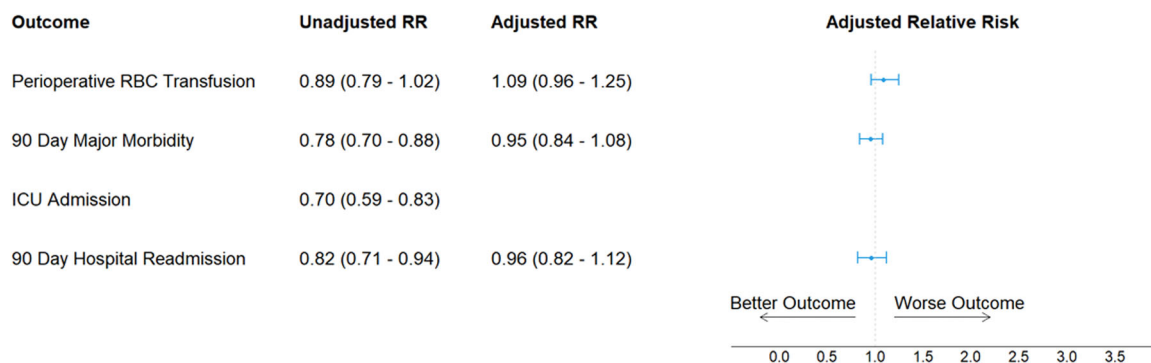 Outcome Unadjusted RR Adjusted RR Adjusted Relative Risk
Perioperative RBC Transfusion 0.89 (0.79 - 1.02) 1.09 (0.96 - 1.25)
90 Day Major Morbidity 0.78 (0.70 - 0.88) 0.95 (0.84 - 1.08)
ICU Admission 0.70 (0.59 - 0.83)
90 Day Hospital Readmission 0.82 (0.71 - 0.94) 0.96 (0.82 - 1.12)
Better Outcome Worse Outcome
0.0 0.5 1.0 1.5 2.0 2.5 3.0 3.5